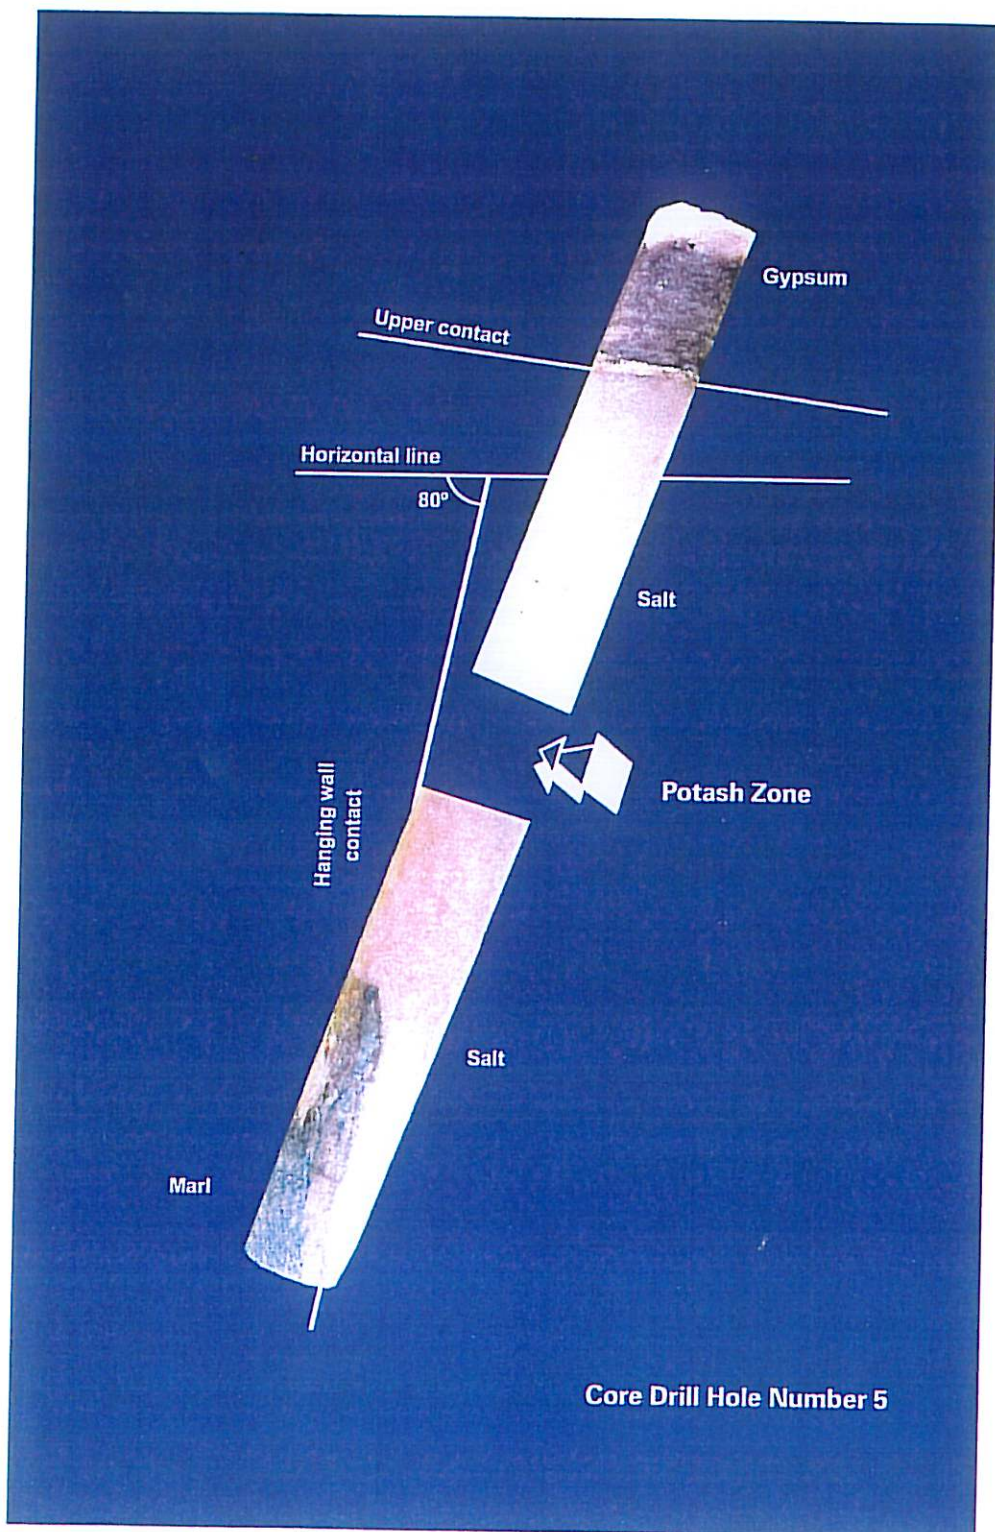 Gypsum
Upper contact
Horizontal line
80°
Salt
Potash Zone
Hanging wall
contact
Salt
Marl
Core Drill Hole Number 5